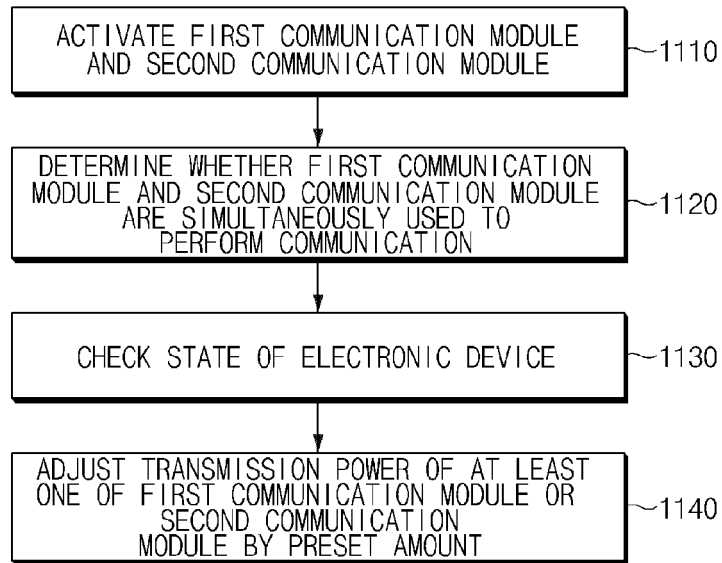 ACTIVATE FIRST COMMUNICATION MODULE
AND SECOND COMMUNICATION MODULE
1110
DETERMINE WHETHER FIRST COMMUNICATION
MODULE AND SECOND COMMUNICATION MODULE
ARE SIMULTANEOUSLY USED TO
PERFORM COMMUNICATION
1120
CHECK STATE OF ELECTRONIC DEVICE
1130
ADJUST TRANSMISSION POWER OF AT LEAST
ONE OF FIRST COMMUNICATION MODULE OR
SECOND COMMUNICATION
MODULE BY PRESET AMOUNT
1140